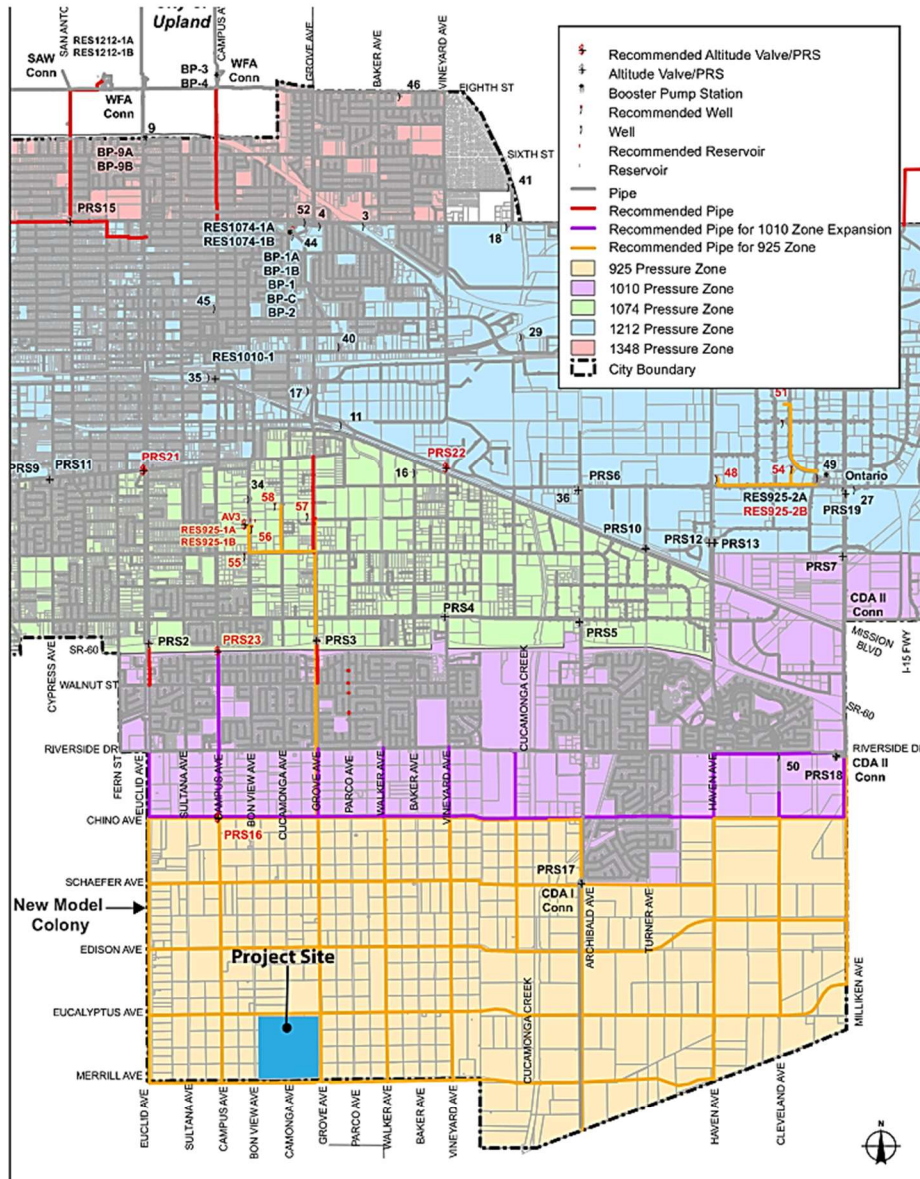 City of
Upland
SAN ANTO
RES1212-1A
RES1212-1B
CAMPUS AV
SAW
Conn
BP-3
BP-4
WFA
Conn
GROVE AVE
BAKER AVE
VINEYARD AVE
WFA
Conn
46
EIGHTH ST
9
BP-9A
BP-9B
SIXTH ST
41
PRS15
52
4
3
18
RES1074-1A
RES1074-1B
44
BP-1A
BP-1B
BP-1
BP-C
BP-2
45
40
29
RES1010-1
35
17
11
Recommended Altitude Valve/PRS
Altitude Valve/PRS
Booster Pump Station
Recommended Well
Well
Recommended Reservoir
Reservoir
Pipe
Recommended Pipe
Recommended Pipe for 1010 Zone Expansion
Recommended Pipe for 925 Zone
925 Pressure Zone
1010 Pressure Zone
1074 Pressure Zone
1212 Pressure Zone
1348 Pressure Zone
City Boundary
51
PRS9
PRS11
PRS21
PRS22
16
PRS6
36
48
54
49
Ontario
RES925-2A
RES925-2B
27
PRS19
34
58
57
AV3
RES925-1A
RES925-1B
56
55
PRS10
PRS12
PRS13
PRS7
CDA II
Conn
PRS2
PRS23
PRS3
PRS4
PRS5
MISSION
BLVD
I-15 FWY
SR-60
CYPRESS AVE
WALNUT ST
CUCAMONGA CREEK
SR-60
RIVERSIDE DR
RIVERSIDE DR
FERN ST
EUCLID AVE
SULTANA AVE
CAMPUS AVE
BON VIEW AVE
CUCAMONGA AVE
GROVE AVE
PARCO AVE
WALKER AVE
BAKER AVE
VINEYARD AVE
HAVEN AVE
50
PRS18
CDA II
Conn
CHINO AVE
PRS16
SCHAEFER AVE
PRS17
CDA I
Conn
New Model
Colony
ARCHIBALD AVE
TURNER AVE
EDISON AVE
Project Site
CUCAMONGA CREEK
MILLIKEN AVE
EUCALYPTUS AVE
MERRILL AVE
EUCLID AVE
SULTANA AVE
CAMPUS AVE
BON VIEW AVE
CAMONGA AVE
GROVE AVE
PARCO AVE
WALKER AVE
BAKER AVE
VINEYARD AVE
HAVEN AVE
CLEVELAND AVE
N